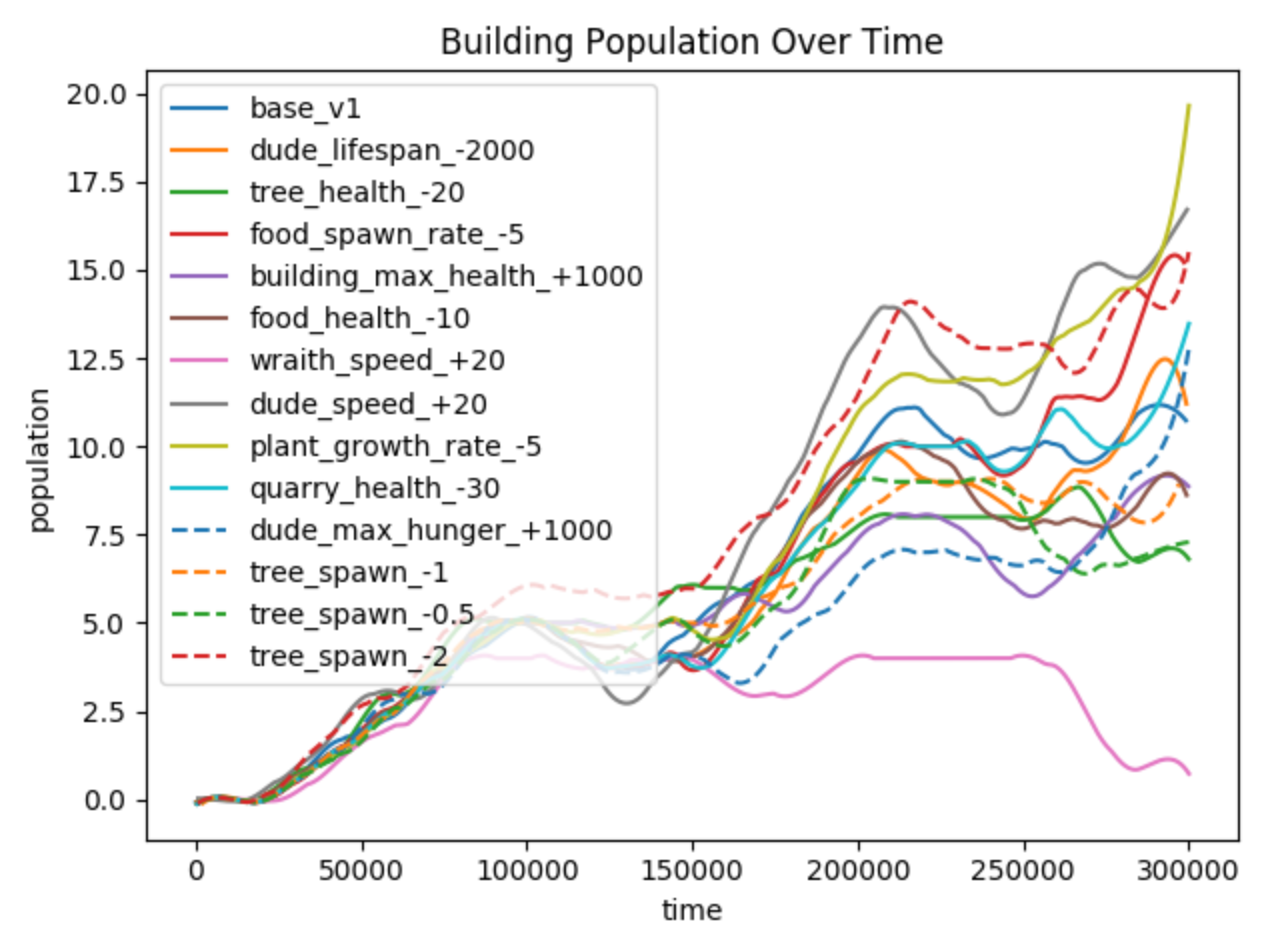 Building Population Over Time
population
20.0
17.5
15.0
12.5
10.0
7.5
5.0
2.5
0.0
base_v1
dude_lifespan_-2000
tree_health_-20
food_spawn_rate_-5
building_max_health_+1000
food_health_-10
wraith_speed_+20
dude_speed_+20
plant_growth_rate_-5
quarry_health_-30
dude_max_hunger_+1000
tree_spawn_-1
tree_spawn_-0.5
tree_spawn_-2
0 50000 100000 150000 200000 250000 300000
time